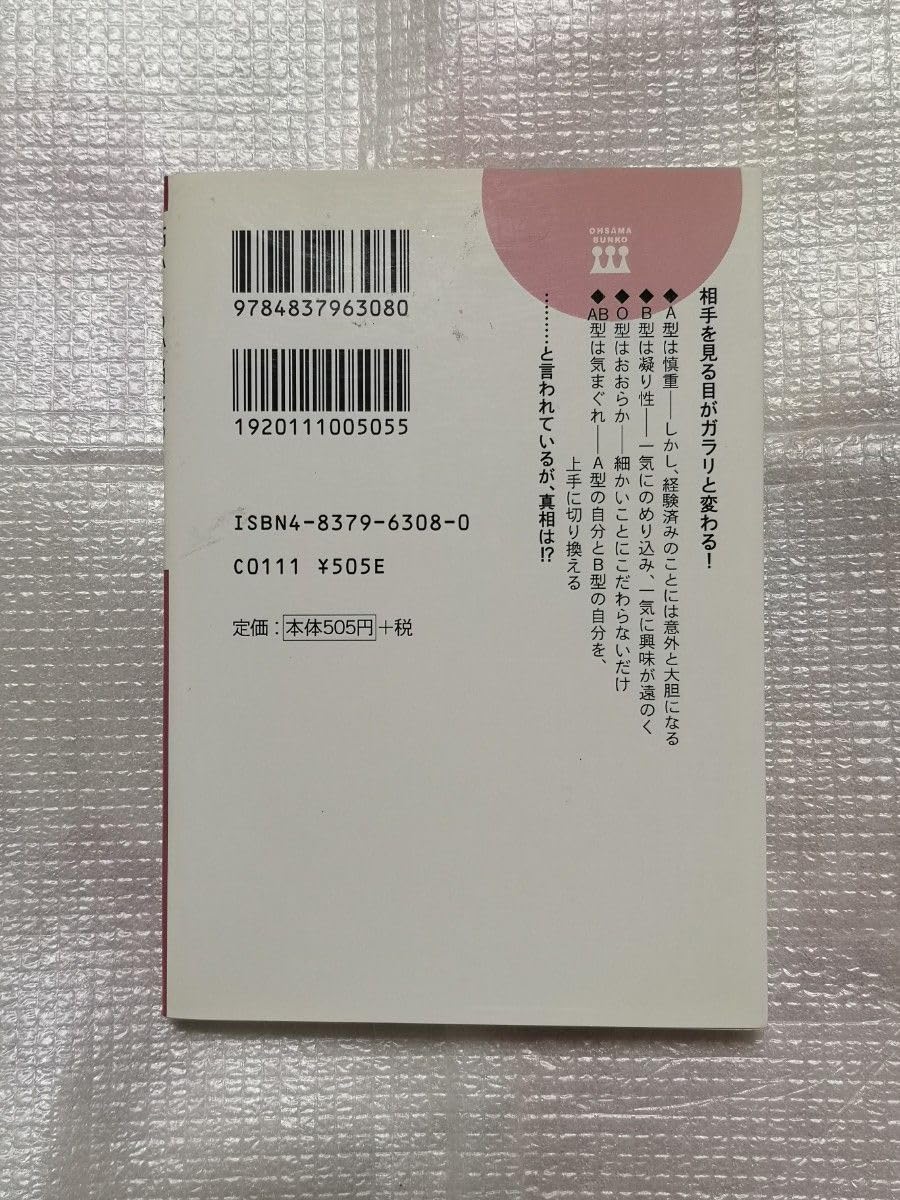 OHSAMA
BUNKO
相手を見る目がガラリと変わる!
◆A型は慎重――しかし、経験済みのことには意外と大胆になる
◆B型は凝り性――一気にのめり込み、一気に興味が遠のく
◆O型はおおらか――細かいことにこだわらないだけ
◆AB型は気まぐれ――A型の自分とB型の自分を、
上手に切り換える
…………と言われているが、真相は!?
9784837963080
1920111005055
ISBN4-8379-6308-0
C0111 ¥505E
定価:本体505円+税